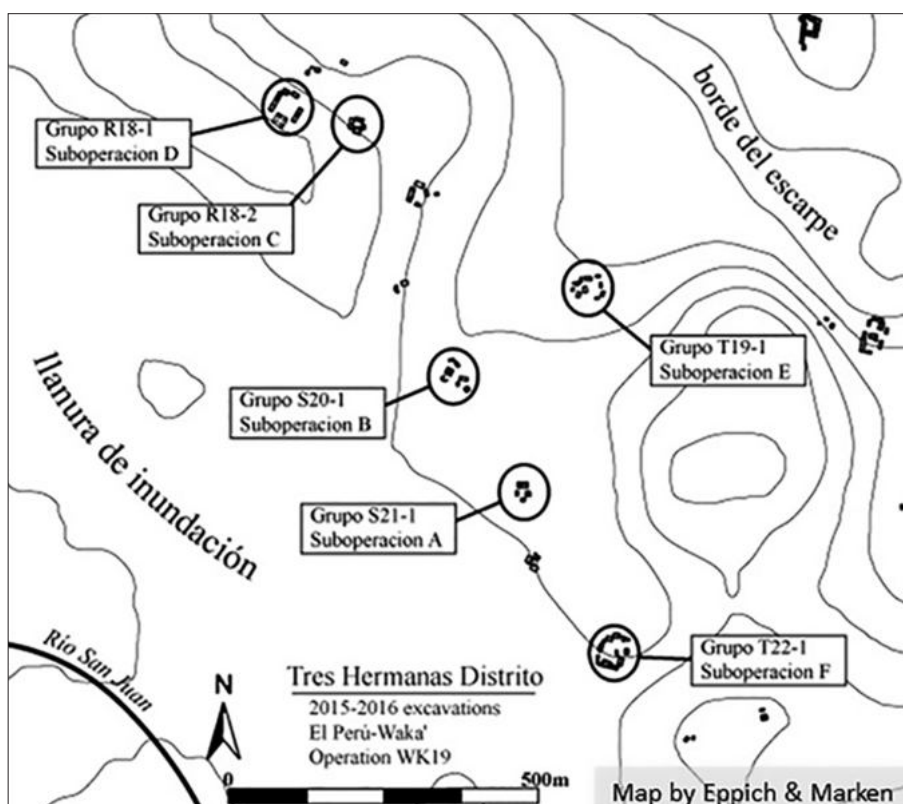 Grupo R18-1
Suboperacion D
Grupo R18-2
Suboperacion C
borde del escarpe
Grupo T19-1
Suboperacion E
llanura de inundación
Grupo S20-1
Suboperacion B
Grupo S21-1
Suboperacion A
Río San Juan
Grupo T22-1
Suboperacion F
N
Tres Hermanas Distrito
2015-2016 excavations
El Perú-Waka'
Operation WK19
0
500m
Map by Eppich & Marken